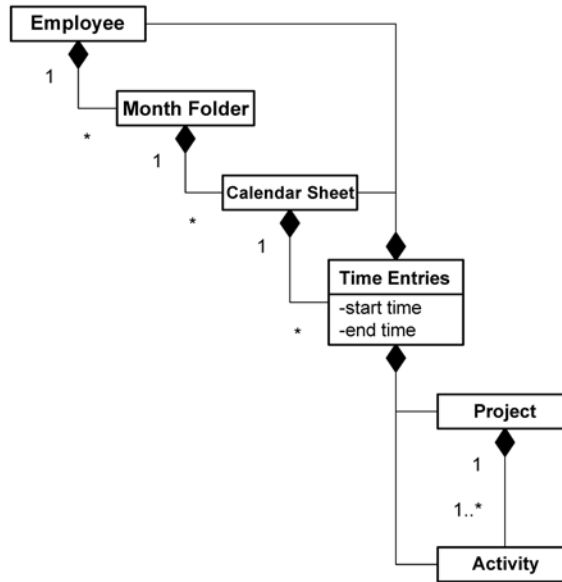 Employee
1
Month Folder
*
1
Calendar Sheet
*
1
Time Entries
-start time
-end time
*
Project
1
1..*
Activity